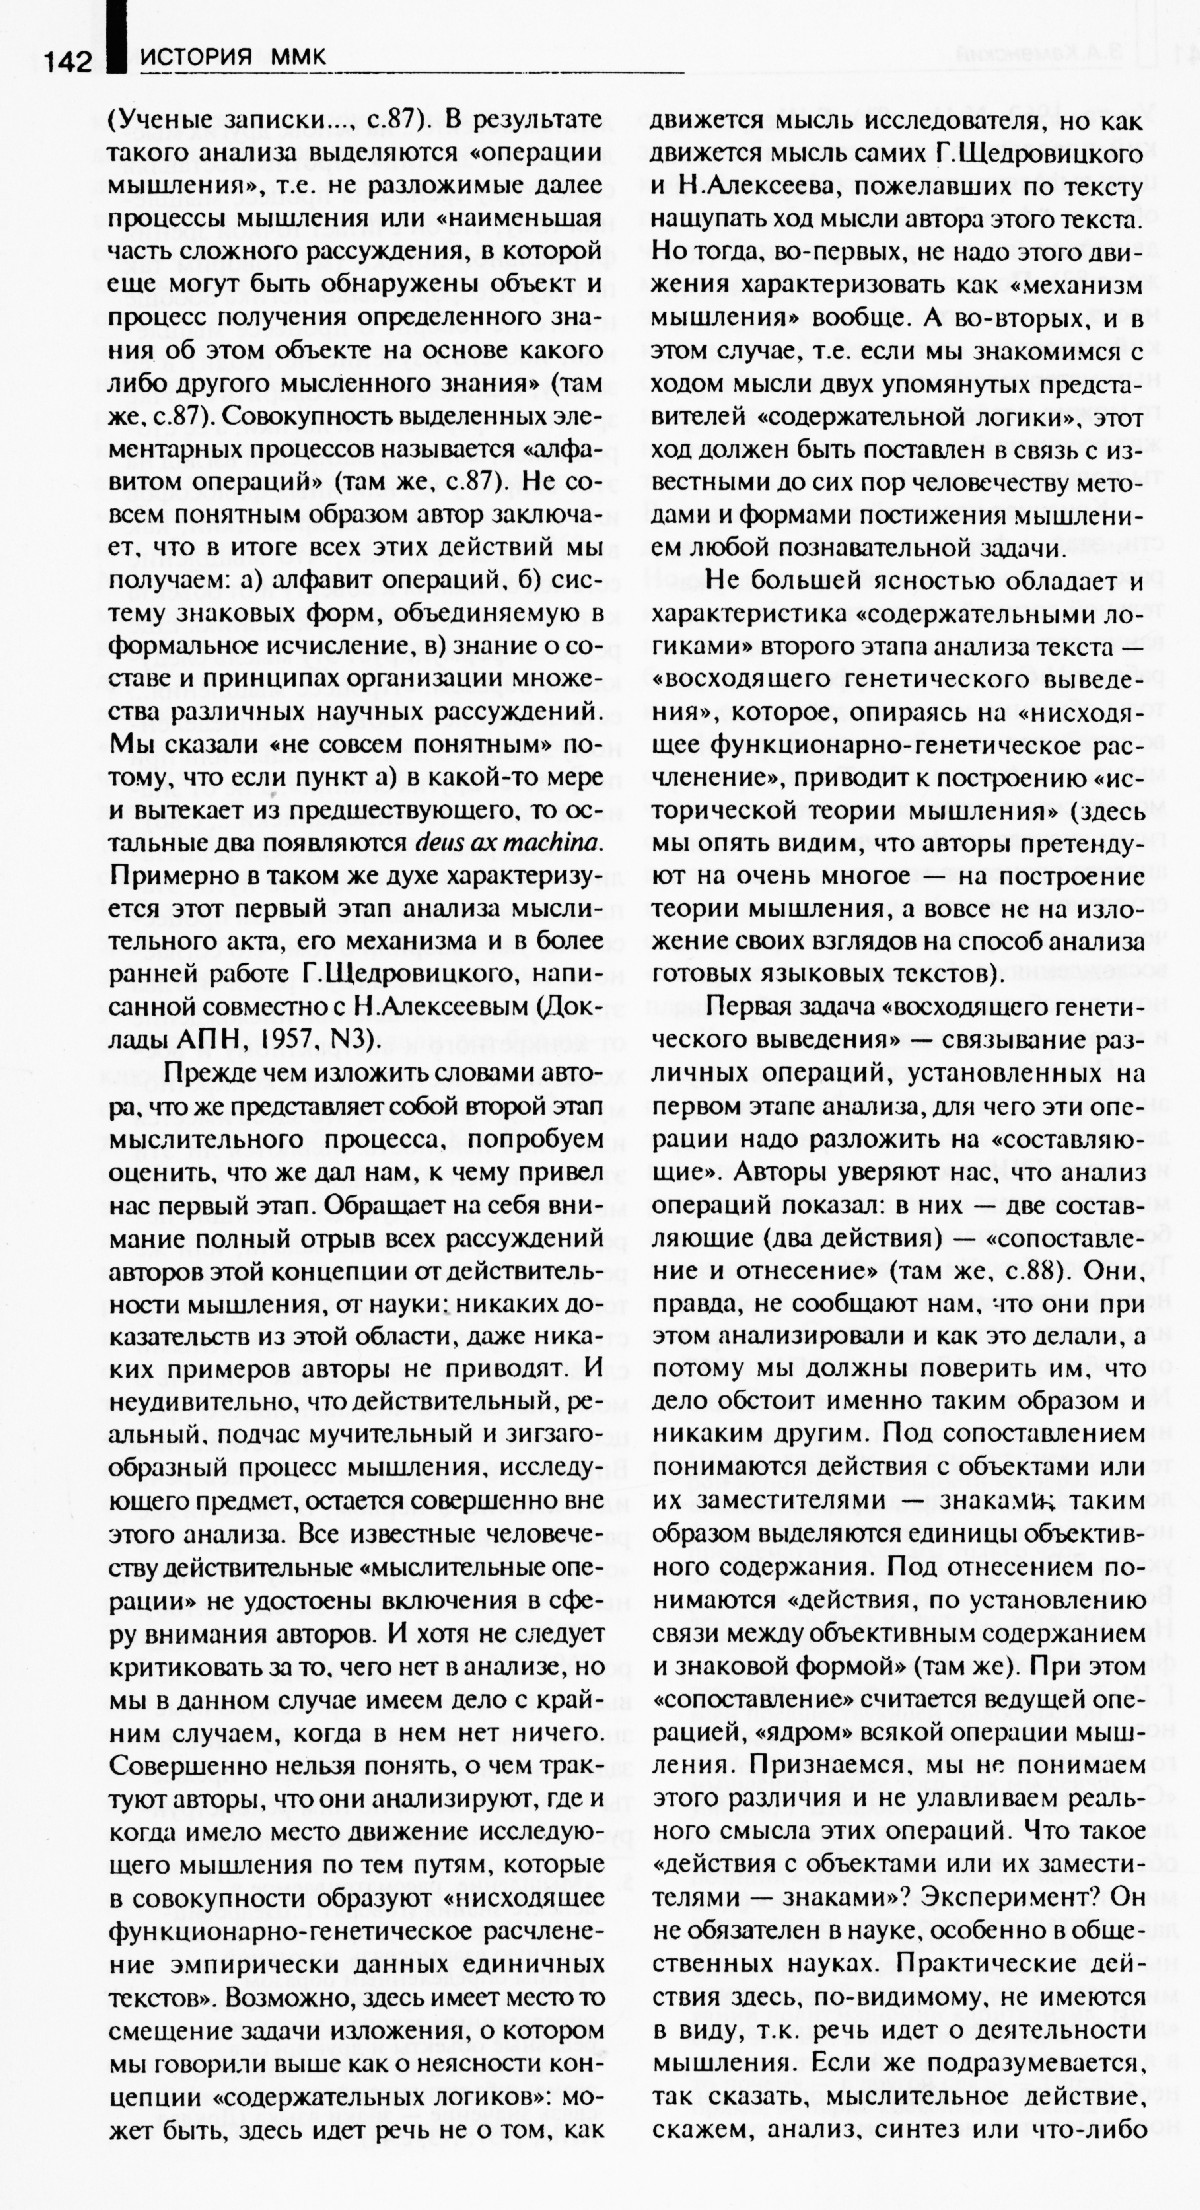 142
ИСТОРИЯ ММК
(Ученые записки..., с.87). В результате
такого анализа выделяются «операции
мышления», т.е. не разложимые далее
процессы мышления или «наименьшая
часть сложного рассуждения, в которой
еще могут быть обнаружены объект и
процесс получения определенного зна-
ния об этом объекте на основе какого
либо другого мысленного знания» (там
же, с.87). Совокупность выделенных эле-
ментарных процессов называется «алфа-
витом операций» (там же, с.87). Не со-
всем понятным образом автор заключа-
ет, что в итоге всех этих действий мы
получаем: а) алфавит операций, б) сис-
тему знаковых форм, объединяемую в
формальное исчисление, в) знание о со-
ставе и принципах организации множе-
ства различных научных рассуждений.
Мы сказали «не совсем понятным» по-
тому, что если пункт а) в какой-то мере
и вытекает из предшествующего, то ос-
тальные два появляются deus ax machina.
Примерно в таком же духе характеризу-
ется этот первый этап анализа мысли-
тельного акта, его механизма и в более
ранней работе Г.Щедровицкого, напи-
санной совместно с Н.Алексеевым (Док-
лады АПН, 1957, N3).
Прежде чем изложить словами авто-
ра, что же представляет собой второй этап
мыслительного процесса, попробуем
оценить, что же дал нам, к чему привел
нас первый этап. Обращает на себя вни-
мание полный отрыв всех рассуждений
авторов этой концепции от действитель-
ности мышления, от науки; никаких до-
казательств из этой области, даже ника-
ких примеров авторы не приводят. И
неудивительно, что действительный, ре-
альный, подчас мучительный и зигзаго-
образный процесс мышления, исследу-
ющего предмет, остается совершенно вне
этого анализа. Все известные человече-
ству действительные «мыслительные опе-
рации» не удостоены включения в сфе-
ру внимания авторов. И хотя не следует
критиковать за то, чего нет в анализе, но
мы в данном случае имеем дело с край-
ним случаем, когда в нем нет ничего.
Совершенно нельзя понять, о чем трак-
туют авторы, что они анализируют, где и
когда имело место движение исследую-
щего мышления по тем путям, которые
в совокупности образуют «нисходящее
функционарно-генетическое расчлене-
ние эмпирически данных единичных
текстов». Возможно, здесь имеет место то
смещение задачи изложения, о котором
мы говорили выше как о неясности кон-
цепции «содержательных логиков»: мо-
жет быть, здесь идет речь не о том, как
движется мысль исследователя, но как
движется мысль самих Г.Щедровицкого
и Н.Алексеева, пожелавших по тексту
нащупать ход мысли автора этого текста.
Но тогда, во-первых, не надо этого дви-
жения характеризовать как «механизм
мышления» вообще. А во-вторых, и в
этом случае, т.е. если мы знакомимся с
ходом мысли двух упомянутых предста-
вителей «содержательной логики», этот
ход должен быть поставлен в связь с из-
вестными до сих пор человечеству мето-
дами и формами постижения мышлени-
ем любой познавательной задачи.
Не большей ясностью обладает и
характеристика «содержательными ло-
гиками» второго этапа анализа текста —
«восходящего генетического выведе-
ния», которое, опираясь на «нисходя-
щее функционарно-генетическое рас-
членение», приводит к построению «ис-
торической теории мышления» (здесь
мы опять видим, что авторы претенду-
ют на очень многое — на построение
теории мышления, а вовсе не на изло-
жение своих взглядов на способ анализа
готовых языковых текстов).
Первая задача «восходящего генети-
ческого выведения» — связывание раз-
личных операций, установленных на
первом этапе анализа, для чего эти опе-
рации надо разложить на «составляю-
щие». Авторы уверяют нас, что анализ
операций показал: в них — две состав-
ляющие (два действия) — «сопоставле-
ние и отнесение» (там же, с.88). Они,
правда, не сообщают нам, что они при
этом анализировали и как это делали, а
потому мы должны поверить им, что
дело обстоит именно таким образом и
никаким другим. Под сопоставлением
понимаются действия с объектами или
их заместителями — знаками; таким
образом выделяются единицы объектив-
ного содержания. Под отнесением по-
нимаются «действия, по установлению
связи между объективным содержанием
и знаковой формой» (там же). При этом
«сопоставление» считается ведущей опе-
рацией, «ядром» всякой операции мыш-
ления. Признаемся, мы не понимаем
этого различия и не улавливаем реаль-
ного смысла этих операций. Что такое
«действия с объектами или их замести-
телями — знаками»? Эксперимент? Он
не обязателен в науке, особенно в обще-
ственных науках. Практические дей-
ствия здесь, по-видимому, не имеются
в виду, т.к. речь идет о деятельности
мышления. Если же подразумевается,
так сказать, мыслительное действие,
скажем, анализ, синтез или что-либо